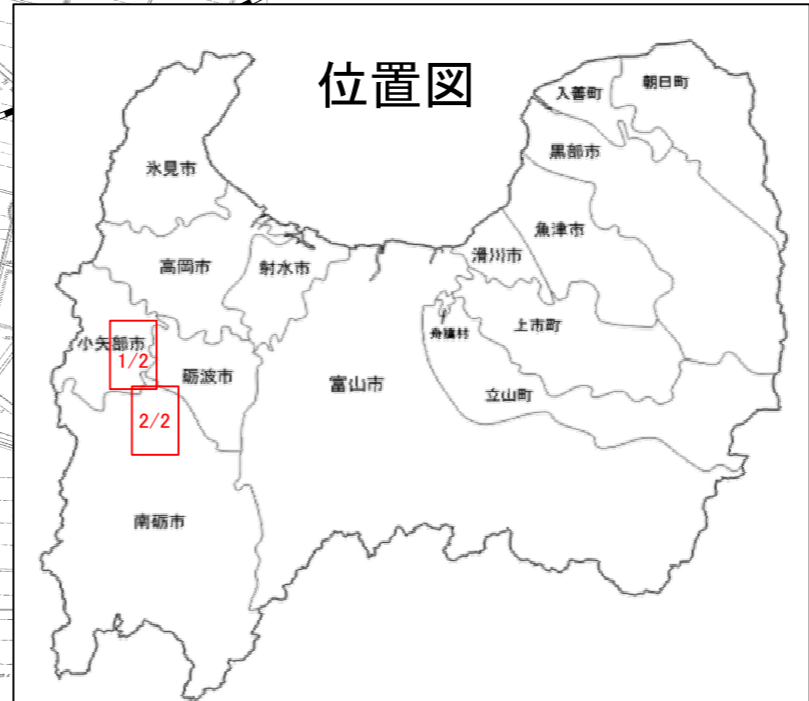 位置図
入善町
朝日町
黒部市
氷見市
魚津市
滑川市
高岡市
射水市
上市町
舟橋村
小矢部市
1/2
砺波市
富山市
立山町
2/2
南砺市